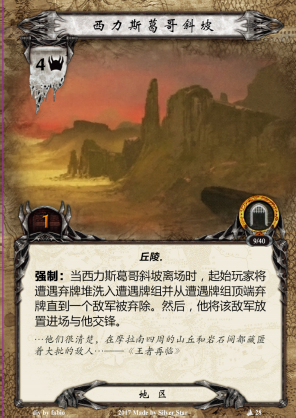 西力斯葛哥斜坡
4
1
9/40
丘陵.
强制：当西力斯葛哥斜坡离场时，起始玩家将
遭遇弃牌堆洗入遭遇牌组并从遭遇牌组顶端弃
牌直到一个敌军被弃除。然后，他将该敌军放
置进场与他交锋。
…他们很清楚，在摩拉南四周的山丘和岩石间都藏匿
着大批的敌人…——《王者再临》
地 区
by fabio
2017 Made by Silver Star
28